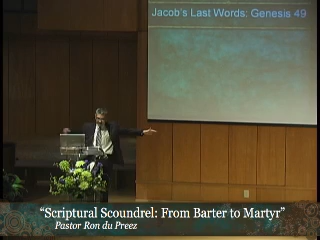 Jacob's Last Words: Genesis 49
“Scriptural Scoundrel: From Barter to Martyr”
Pastor Ron du Preez